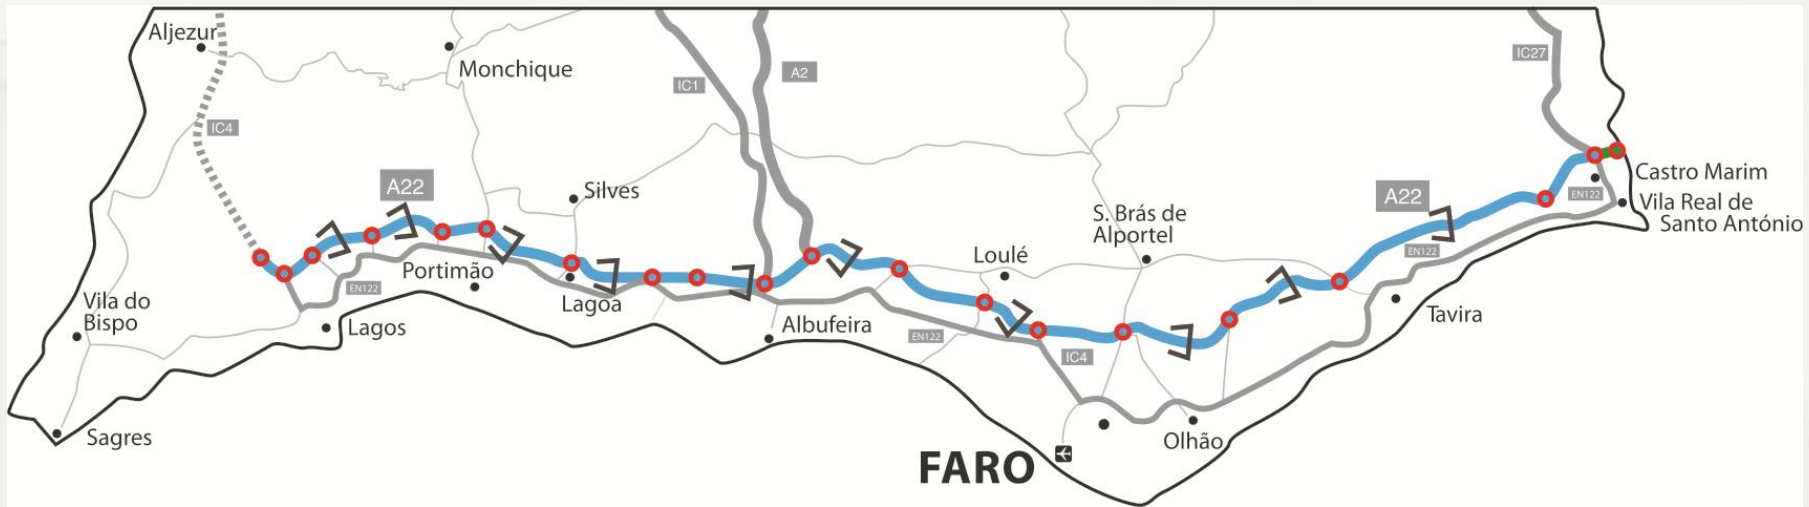 Aljezur
Monchique
IC4
IC1
A2
IC27
A22
Silves
Castro Marim
EN122
A22
Vila Real de
Santo António
S. Brás de
Alportel
EN122
Loulé
Portimão
EN122
Lagoa
Vila do
Bispo
Lagos
Albufeira
EN122
IC4
Tavira
Sagres
Olhão
FARO